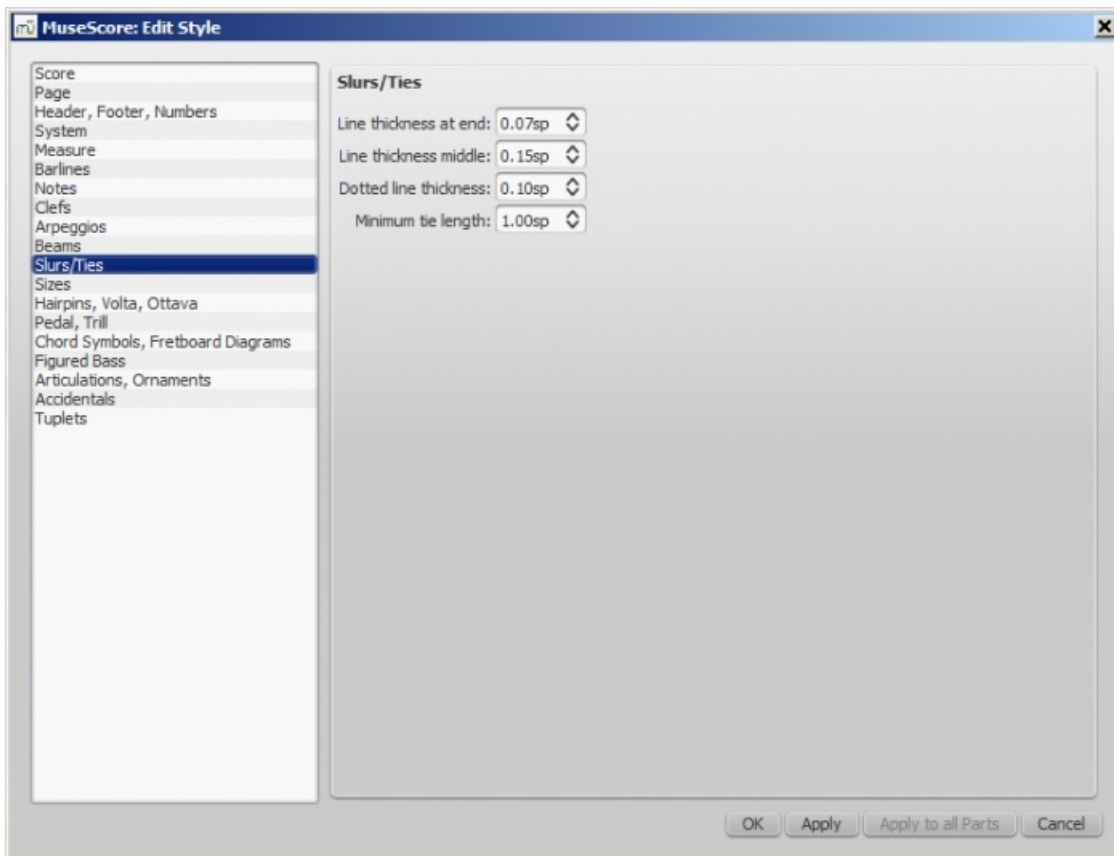 MuseScore: Edit Style
Score
Page
Header, Footer, Numbers
System
Measure
Barlines
Notes
Clefs
Arpeggios
Beams
Slurs/Ties
Sizes
Hairpins, Volta, Ottava
Pedal, Trill
Chord Symbols, Fretboard Diagrams
Figured Bass
Articulations, Ornaments
Accidentals
Tuplets
Slurs/Ties
Line thickness at end: 0.07sp
Line thickness middle: 0.15sp
Dotted line thickness: 0.10sp
Minimum tie length: 1.00sp
OK Apply Apply to all Parts Cancel